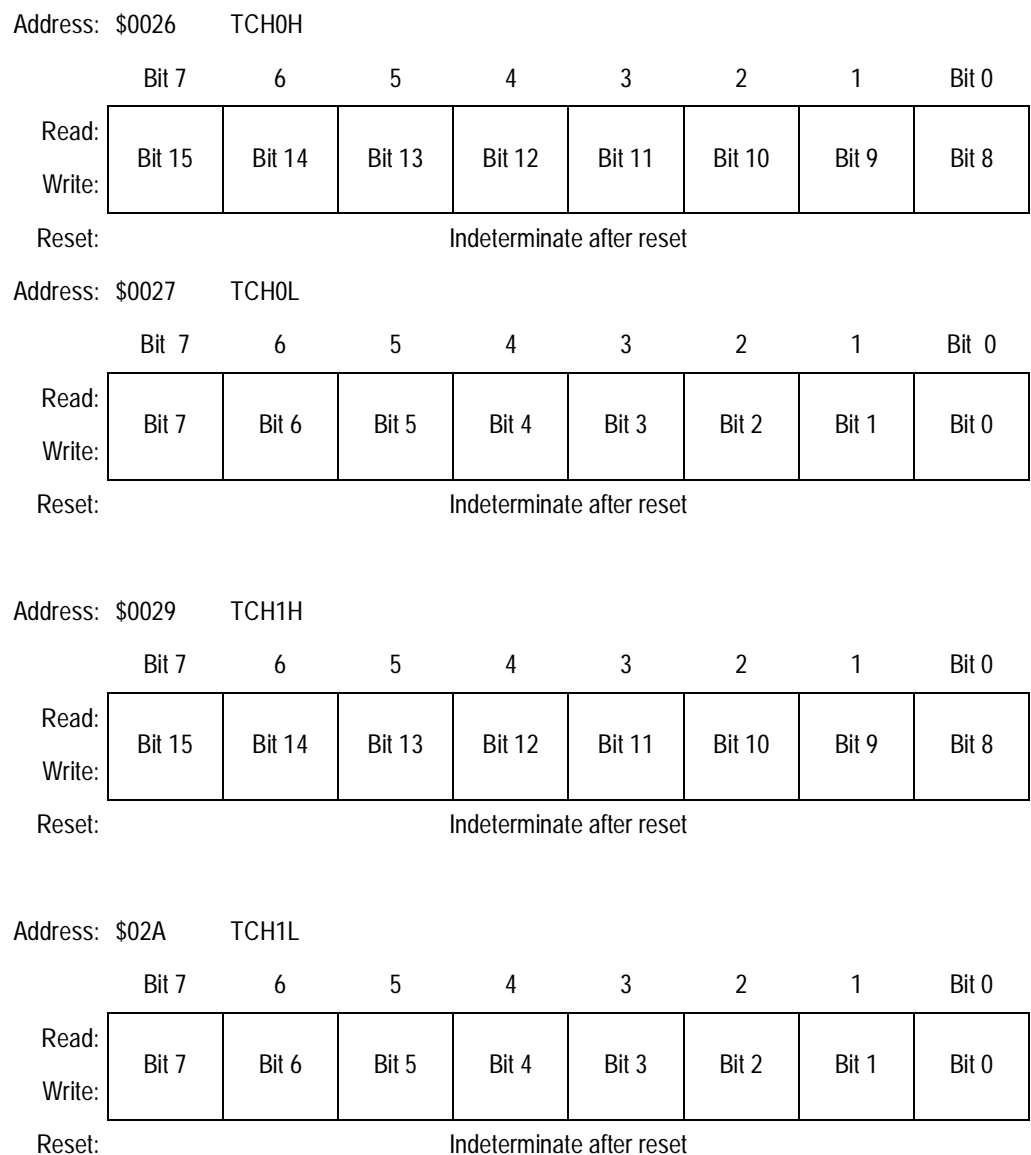 Address: $0026 TCH0H
Bit 7 6 5 4 3 2 1 Bit 0
Read:
Bit 15 Bit 14 Bit 13 Bit 12 Bit 11 Bit 10 Bit 9 Bit 8
Write:
Reset: Indeterminate after reset
Address: $0027 TCH0L
Bit 7 6 5 4 3 2 1 Bit 0
Read:
Bit 7 Bit 6 Bit 5 Bit 4 Bit 3 Bit 2 Bit 1 Bit 0
Write:
Reset: Indeterminate after reset
Address: $0029 TCH1H
Bit 7 6 5 4 3 2 1 Bit 0
Read:
Bit 15 Bit 14 Bit 13 Bit 12 Bit 11 Bit 10 Bit 9 Bit 8
Write:
Reset: Indeterminate after reset
Address: $02A TCH1L
Bit 7 6 5 4 3 2 1 Bit 0
Read:
Bit 7 Bit 6 Bit 5 Bit 4 Bit 3 Bit 2 Bit 1 Bit 0
Write:
Reset: Indeterminate after reset